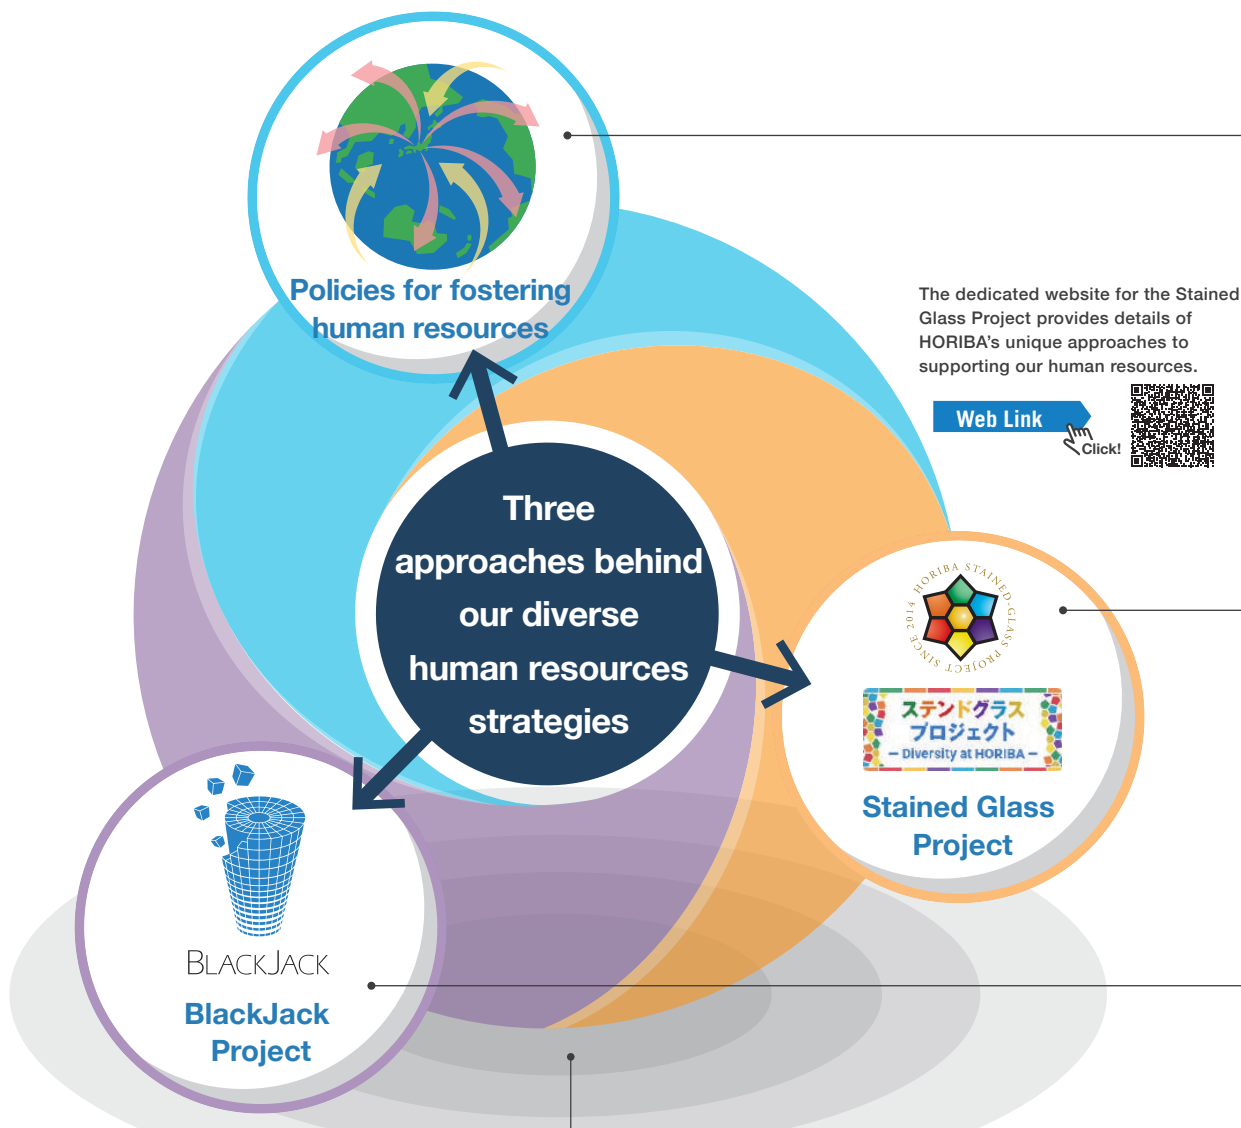 Policies for fostering
human resources
The dedicated website for the Stained
Glass Project provides details of
HORIBA's unique approaches to
supporting our human resources.
Web Link
Click!
Three
approaches behind
our diverse
human resources
strategies
HORIBA STAINED-GLASS PROJECT SINCE 2014
ステンドグラス
プロジェクト
— Diversity at HORIBA —
Stained Glass
Project
BLACKJACK
BlackJack
Project